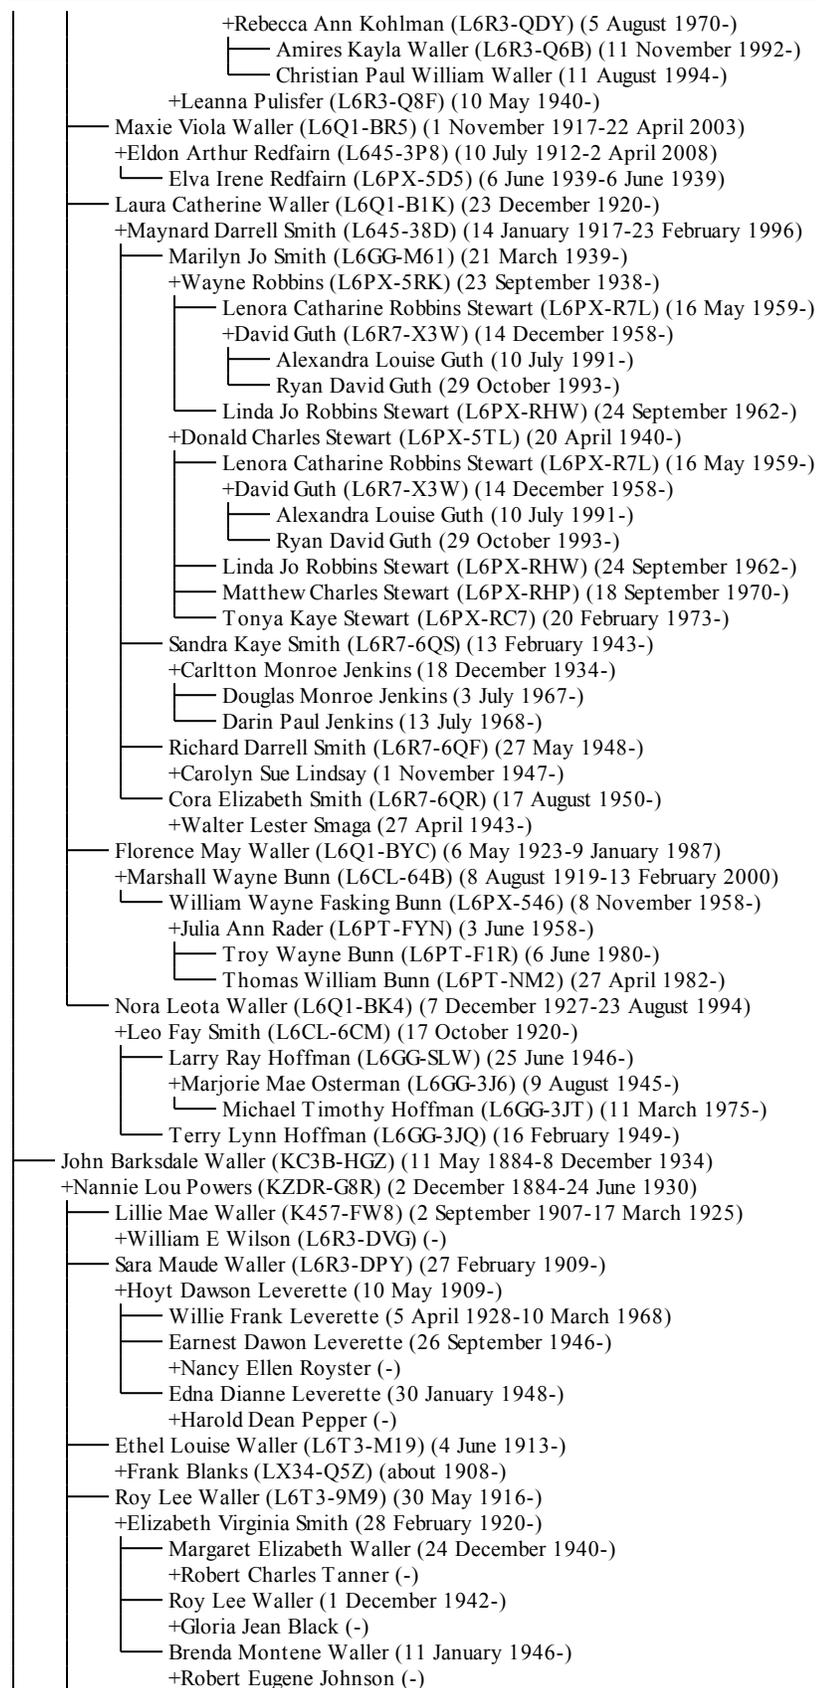 +Rebecca Ann Kohlman (L6R3-QDY) (5 August 1970-)
Amires Kayla Waller (L6R3-Q6B) (11 November 1992-)
Christian Paul William Waller (11 August 1994-)
+Leanna Pulisfer (L6R3-Q8F) (10 May 1940-)
Maxie Viola Waller (L6Q1-BR5) (1 November 1917-22 April 2003)
+Eldon Arthur Redfairn (L645-3P8) (10 July 1912-2 April 2008)
Elva Irene Redfairn (L6PX-5D5) (6 June 1939-6 June 1939)
Laura Catherine Waller (L6Q1-B1K) (23 December 1920-)
+Maynard Darrell Smith (L645-38D) (14 January 1917-23 February 1996)
Marilyn Jo Smith (L6GG-M61) (21 March 1939-)
+Wayne Robbins (L6PX-5RK) (23 September 1938-)
Lenora Catharine Robbins Stewart (L6PX-R7L) (16 May 1959-)
+David Guth (L6R7-X3W) (14 December 1958-)
Alexandra Louise Guth (10 July 1991-)
Ryan David Guth (29 October 1993-)
Linda Jo Robbins Stewart (L6PX-RHW) (24 September 1962-)
+Donald Charles Stewart (L6PX-5TL) (20 April 1940-)
Lenora Catharine Robbins Stewart (L6PX-R7L) (16 May 1959-)
+David Guth (L6R7-X3W) (14 December 1958-)
Alexandra Louise Guth (10 July 1991-)
Ryan David Guth (29 October 1993-)
Linda Jo Robbins Stewart (L6PX-RHW) (24 September 1962-)
Matthew Charles Stewart (L6PX-RHP) (18 September 1970-)
Tonya Kaye Stewart (L6PX-RC7) (20 February 1973-)
Sandra Kaye Smith (L6R7-6QS) (13 February 1943-)
+Carltton Monroe Jenkins (18 December 1934-)
Douglas Monroe Jenkins (3 July 1967-)
Darin Paul Jenkins (13 July 1968-)
Richard Darrell Smith (L6R7-6QF) (27 May 1948-)
+Carolyn Sue Lindsay (1 November 1947-)
Cora Elizabeth Smith (L6R7-6QR) (17 August 1950-)
+Walter Lester Smaga (27 April 1943-)
Florence May Waller (L6Q1-BYC) (6 May 1923-9 January 1987)
+Marshall Wayne Bunn (L6CL-64B) (8 August 1919-13 February 2000)
William Wayne Fasking Bunn (L6PX-546) (8 November 1958-)
+Julia Ann Rader (L6PT-FYN) (3 June 1958-)
Troy Wayne Bunn (L6PT-F1R) (6 June 1980-)
Thomas William Bunn (L6PT-NM2) (27 April 1982-)
Nora Leota Waller (L6Q1-BK4) (7 December 1927-23 August 1994)
+Leo Fay Smith (L6CL-6CM) (17 October 1920-)
Larry Ray Hoffman (L6GG-SLW) (25 June 1946-)
+Marjorie Mae Osterman (L6GG-3J6) (9 August 1945-)
Michael Timothy Hoffman (L6GG-3JT) (11 March 1975-)
Terry Lynn Hoffman (L6GG-3JQ) (16 February 1949-)
John Barksdale Waller (KC3B-HGZ) (11 May 1884-8 December 1934)
+Nannie Lou Powers (KZDR-G8R) (2 December 1884-24 June 1930)
Lillie Mae Waller (K457-FW8) (2 September 1907-17 March 1925)
+William E Wilson (L6R3-DVG) (-)
Sara Maude Waller (L6R3-DPY) (27 February 1909-)
+Hoyt Dawson Leverette (10 May 1909-)
Willie Frank Leverette (5 April 1928-10 March 1968)
Earnest Dawon Leverette (26 September 1946-)
+Nancy Ellen Royster (-)
Edna Dianne Leverette (30 January 1948-)
+Harold Dean Pepper (-)
Ethel Louise Waller (L6T3-M19) (4 June 1913-)
+Frank Blanks (LX34-Q5Z) (about 1908-)
Roy Lee Waller (L6T3-9M9) (30 May 1916-)
+Elizabeth Virginia Smith (28 February 1920-)
Margaret Elizabeth Waller (24 December 1940-)
+Robert Charles Tanner (-)
Roy Lee Waller (1 December 1942-)
+Gloria Jean Black (-)
Brenda Montene Waller (11 January 1946-)
+Robert Eugene Johnson (-)